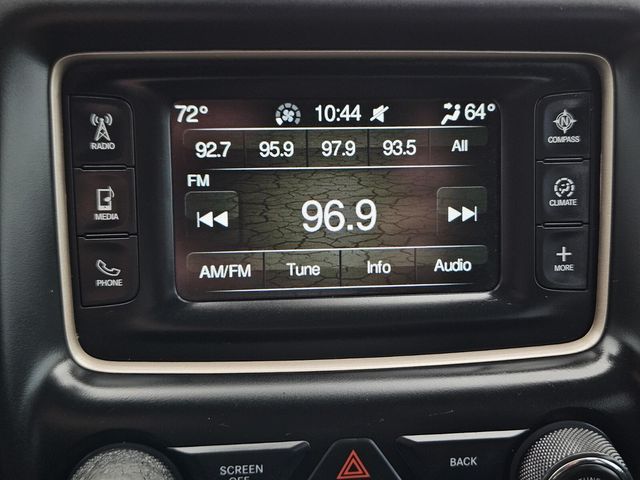 72° 10:44 64°
92.7 95.9 97.9 93.5 All
FM
96.9
AM/FM Tune Info Audio
RADIO
MEDIA
PHONE
N
COMPASS
CLIMATE
MORE
SCREEN
OFF
BACK